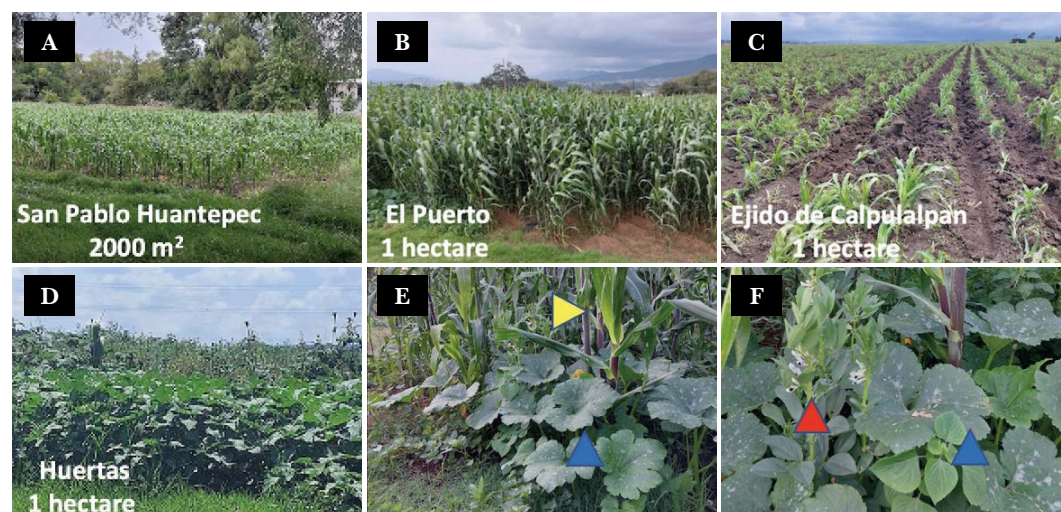 A
San Pablo Huantepec
2000 m²
B
El Puerto
1 hectare
C
Ejido de Calpulalpan
1 hectare
D
Huertas
1 hectare
E
F